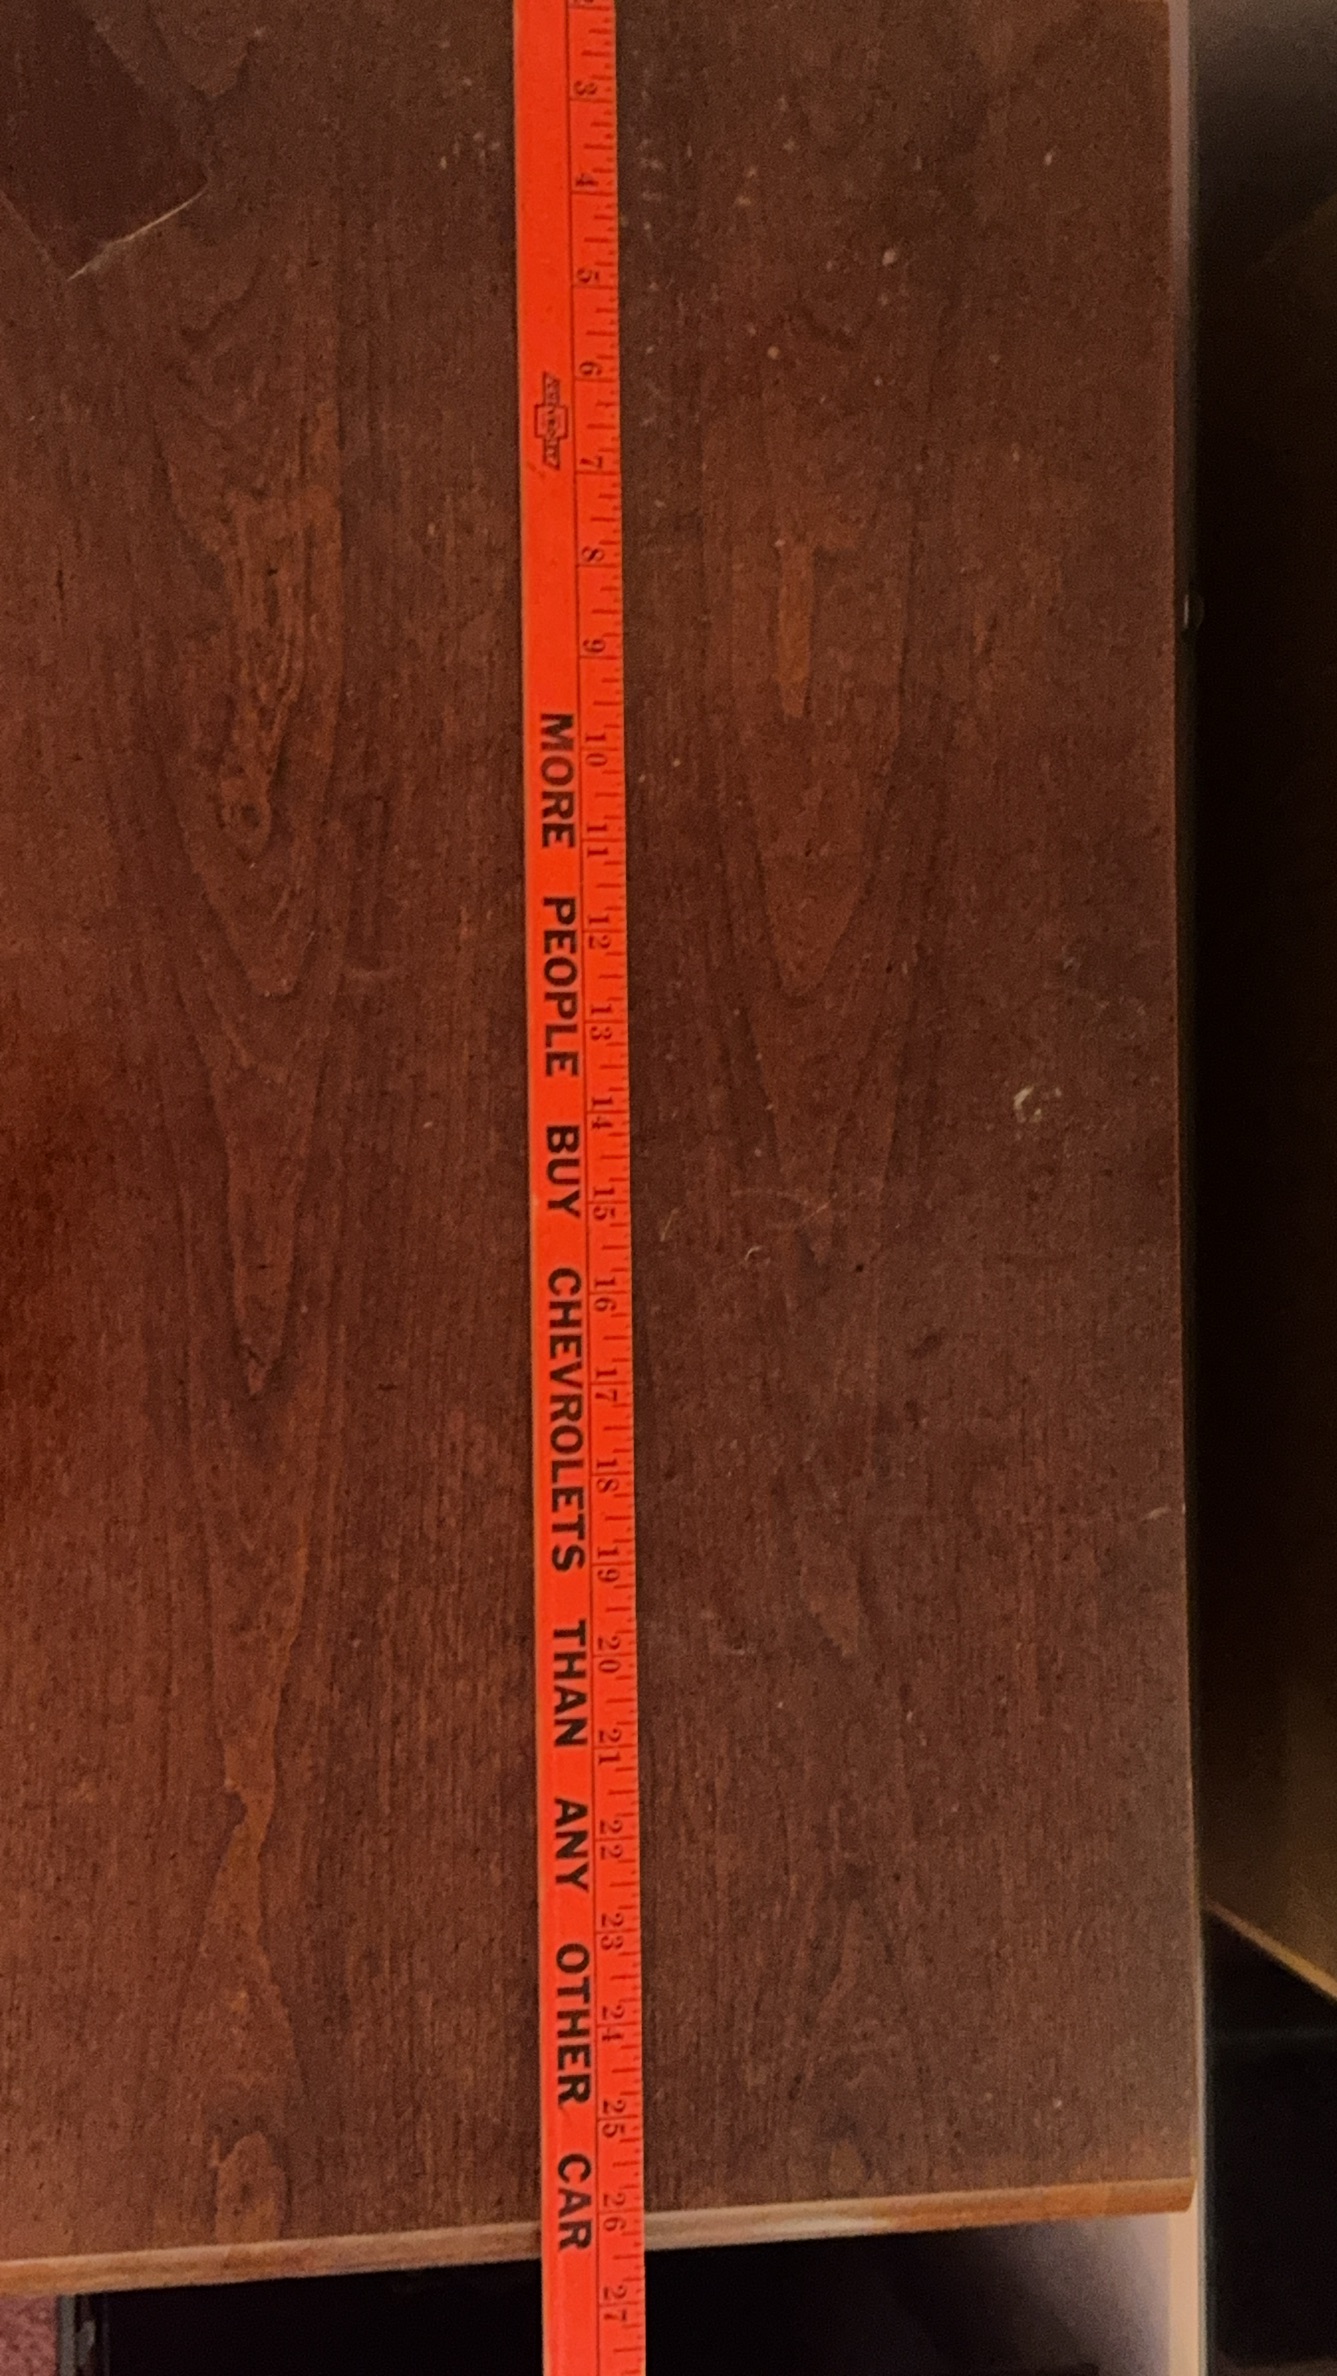 2 3 4 5 6 7 8 9 10 11 12 13 14 15 16 17 18 19 20 21 22 23 24 25 26 27
CHEVROLET
MORE PEOPLE BUY CHEVROLETS THAN ANY OTHER CAR